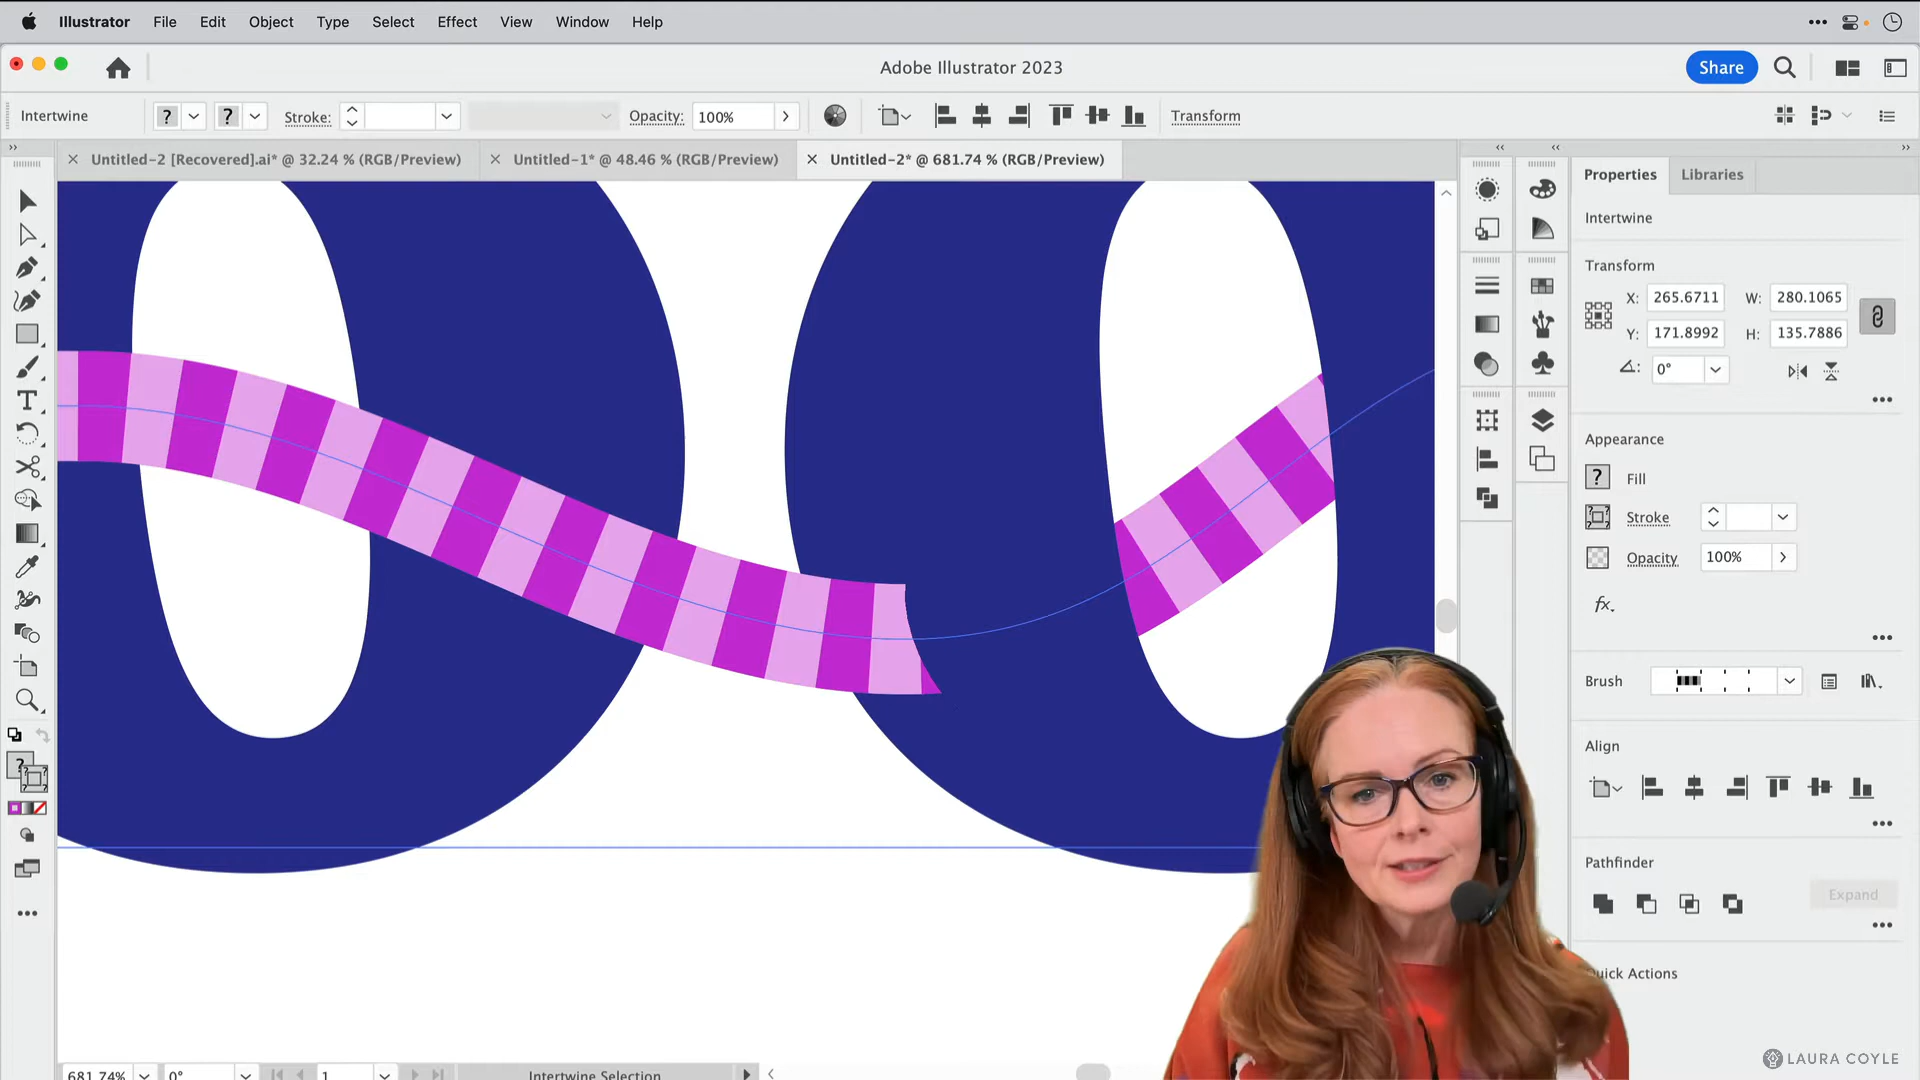 Illustrator File Edit Object Type Select Effect View Window Help
Adobe Illustrator 2023
Share
Intertwine ? ? Stroke: Opacity: 100% Transform
Untitled-2 [Recovered].ai* @ 32.24 % (RGB/Preview) Untitled-1* @ 48.46 % (RGB/Preview) Untitled-2* @ 681.74 % (RGB/Preview)
Properties Libraries
Intertwine
Transform
X: 265.6711 W: 280.1065
Y: 171.8992 H: 135.7886
0°
Appearance
? Fill
Stroke
Opacity 100%
fx.
Brush
Align
Pathfinder
Expand
Quick Actions
681.74% 0° 1 Intertwine Selection
LAURA COYLE